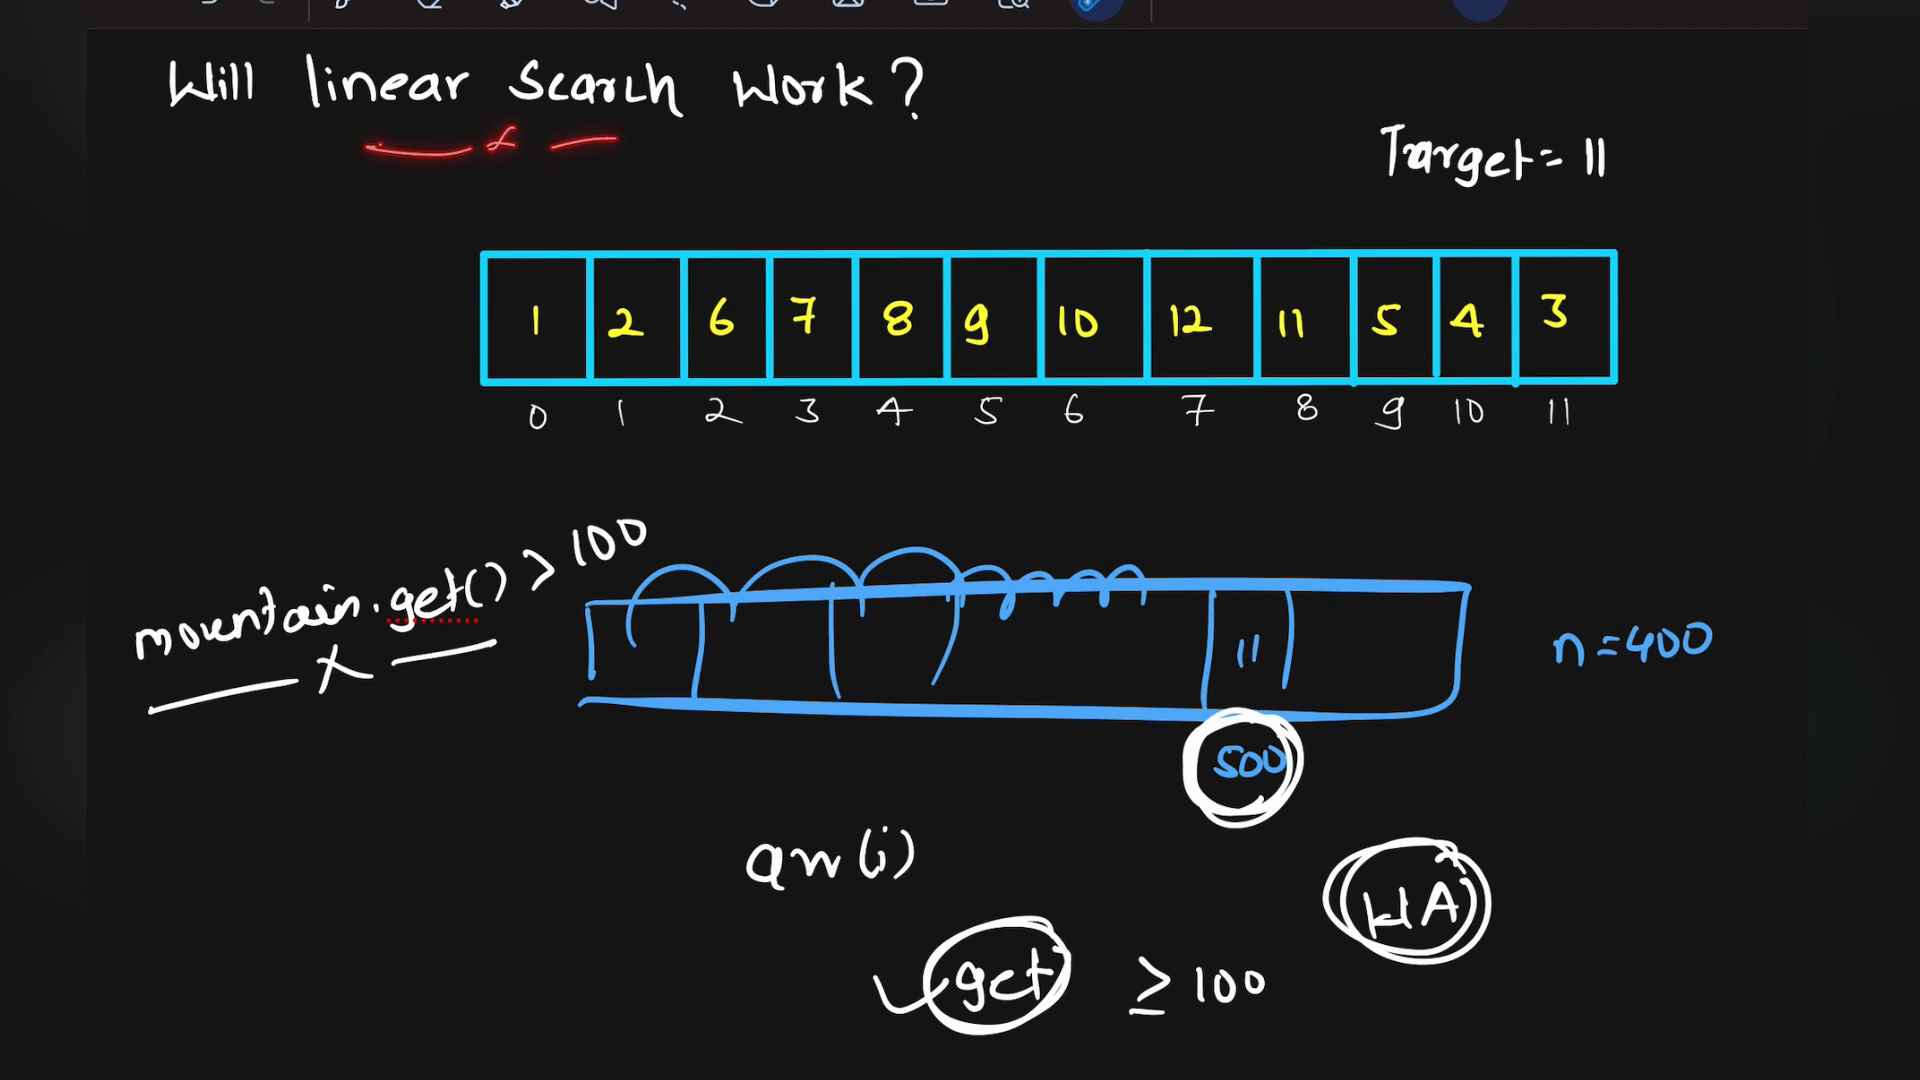 Will linear Search Work?
Target = 11
1 2 6 7 8 9 10 12 11 5 4 3
0 1 2 3 4 5 6 7 8 9 10 11
mountain.get() > 100
X
11
n = 400
500
arr(i)
WA
get ≥ 100